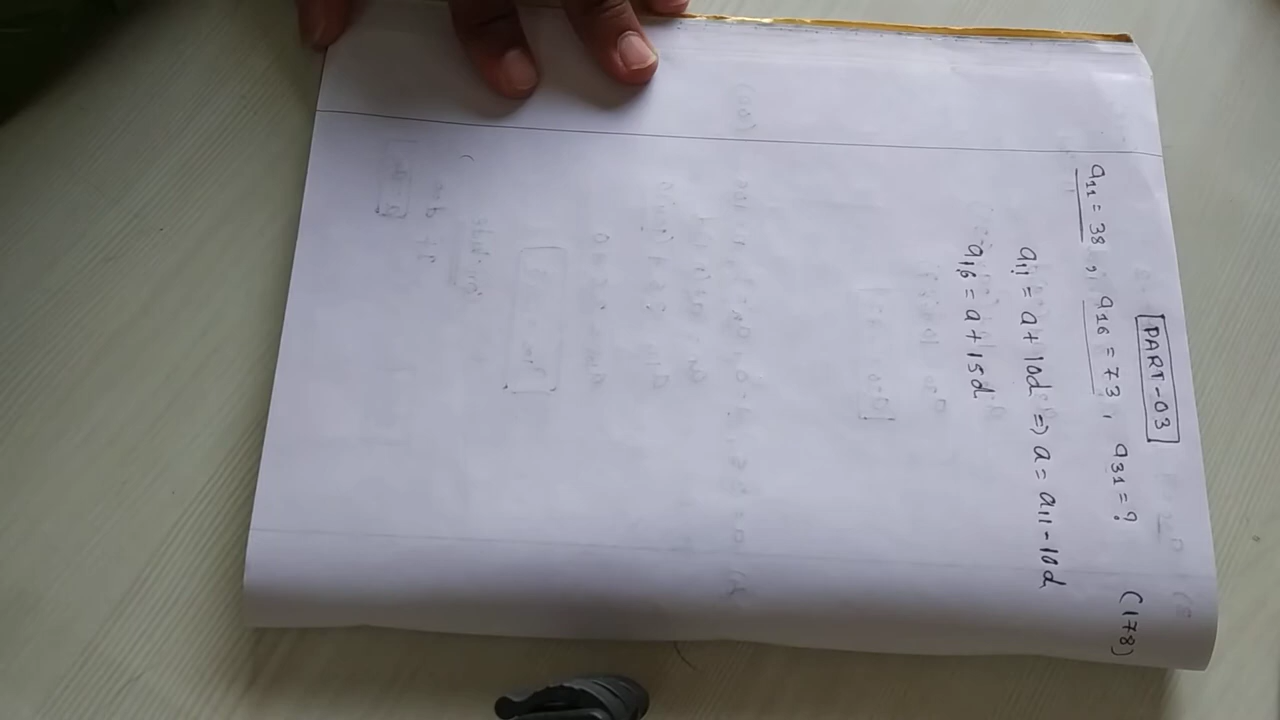 PART-03
a11 = 38, a16 = 73, a31 = ? (178)
a11 = a + 10d => a = a11 - 10d
a16 = a + 15d